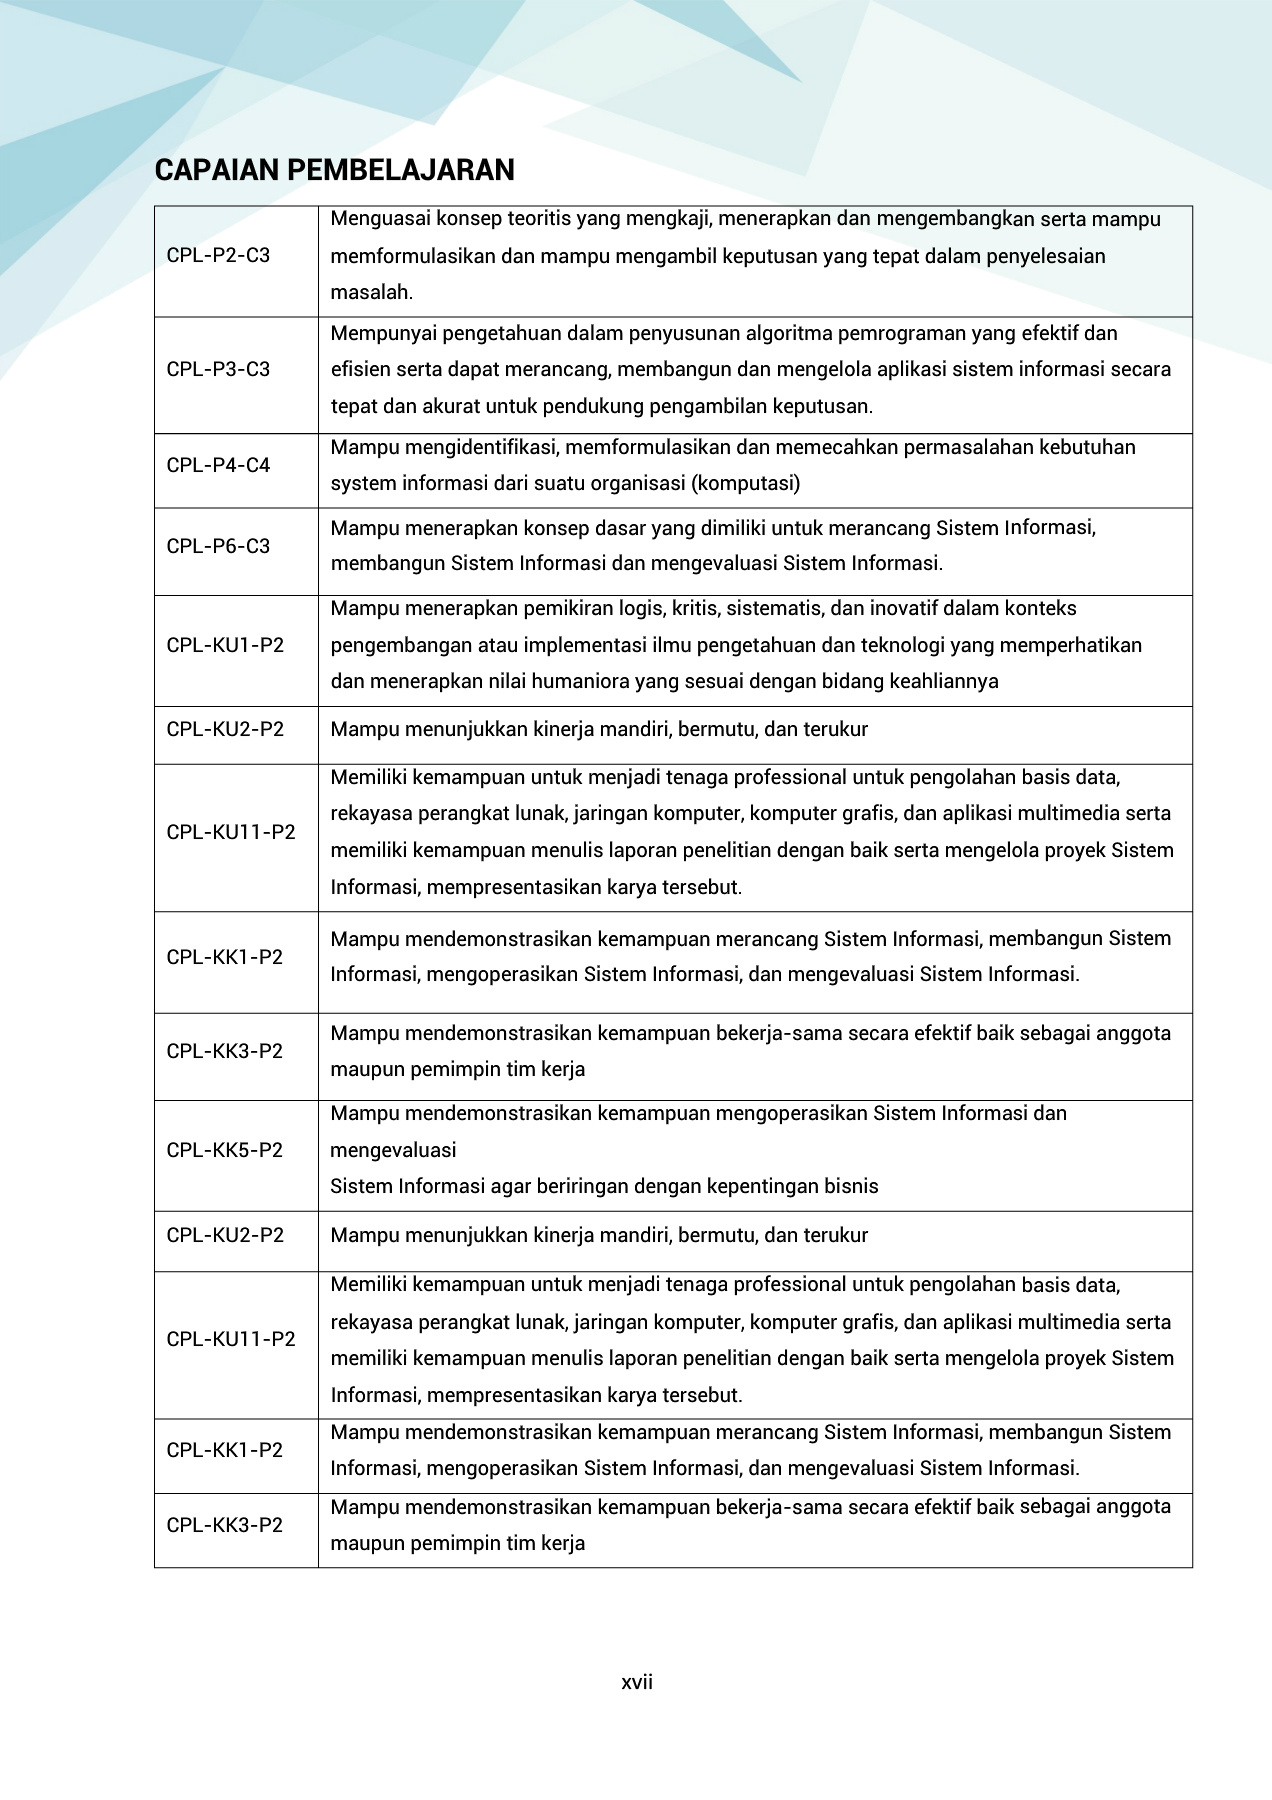 CAPAIAN PEMBELAJARAN
CPL-P2-C3
Menguasai konsep teoritis yang mengkaji, menerapkan dan mengembangkan serta mampu
memformulasikan dan mampu mengambil keputusan yang tepat dalam penyelesaian
masalah.
CPL-P3-C3
Mempunyai pengetahuan dalam penyusunan algoritma pemrograman yang efektif dan
efisien serta dapat merancang, membangun dan mengelola aplikasi sistem informasi secara
tepat dan akurat untuk pendukung pengambilan keputusan.
CPL-P4-C4
Mampu mengidentifikasi, memformulasikan dan memecahkan permasalahan kebutuhan
system informasi dari suatu organisasi (komputasi)
CPL-P6-C3
Mampu menerapkan konsep dasar yang dimiliki untuk merancang Sistem Informasi,
membangun Sistem Informasi dan mengevaluasi Sistem Informasi.
CPL-KU1-P2
Mampu menerapkan pemikiran logis, kritis, sistematis, dan inovatif dalam konteks
pengembangan atau implementasi ilmu pengetahuan dan teknologi yang memperhatikan
dan menerapkan nilai humaniora yang sesuai dengan bidang keahliannya
CPL-KU2-P2
Mampu menunjukkan kinerja mandiri, bermutu, dan terukur
CPL-KU11-P2
Memiliki kemampuan untuk menjadi tenaga professional untuk pengolahan basis data,
rekayasa perangkat lunak, jaringan komputer, komputer grafis, dan aplikasi multimedia serta
memiliki kemampuan menulis laporan penelitian dengan baik serta mengelola proyek Sistem
Informasi, mempresentasikan karya tersebut.
CPL-KK1-P2
Mampu mendemonstrasikan kemampuan merancang Sistem Informasi, membangun Sistem
Informasi, mengoperasikan Sistem Informasi, dan mengevaluasi Sistem Informasi.
CPL-KK3-P2
Mampu mendemonstrasikan kemampuan bekerja-sama secara efektif baik sebagai anggota
maupun pemimpin tim kerja
CPL-KK5-P2
Mampu mendemonstrasikan kemampuan mengoperasikan Sistem Informasi dan
mengevaluasi
Sistem Informasi agar beriringan dengan kepentingan bisnis
CPL-KU2-P2
Mampu menunjukkan kinerja mandiri, bermutu, dan terukur
CPL-KU11-P2
Memiliki kemampuan untuk menjadi tenaga professional untuk pengolahan basis data,
rekayasa perangkat lunak, jaringan komputer, komputer grafis, dan aplikasi multimedia serta
memiliki kemampuan menulis laporan penelitian dengan baik serta mengelola proyek Sistem
Informasi, mempresentasikan karya tersebut.
CPL-KK1-P2
Mampu mendemonstrasikan kemampuan merancang Sistem Informasi, membangun Sistem
Informasi, mengoperasikan Sistem Informasi, dan mengevaluasi Sistem Informasi.
CPL-KK3-P2
Mampu mendemonstrasikan kemampuan bekerja-sama secara efektif baik sebagai anggota
maupun pemimpin tim kerja
xvii